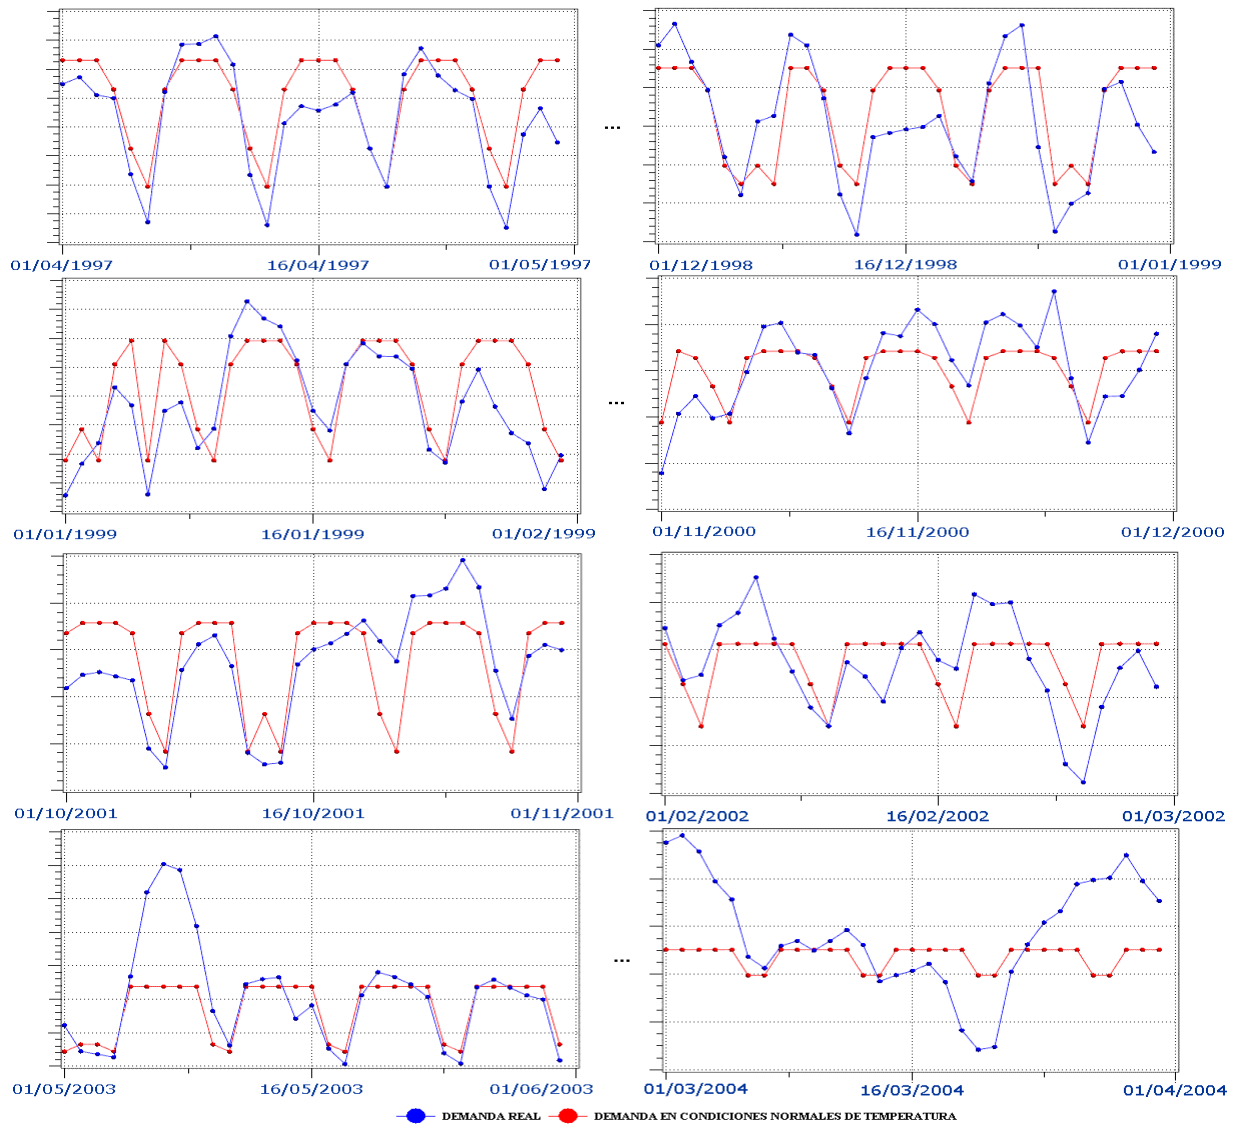 01/04/1997 16/04/1997 01/05/1997 ... 01/12/1998 16/12/1998 01/01/1999
01/01/1999 16/01/1999 01/02/1999 ... 01/11/2000 16/11/2000 01/12/2000
01/10/2001 16/10/2001 01/11/2001 01/02/2002 16/02/2002 01/03/2002
01/05/2003 16/05/2003 01/06/2003 ... 01/03/2004 16/03/2004 01/04/2004
DEMANDA REAL DEMANDA EN CONDICIONES NORMALES DE TEMPERATURA